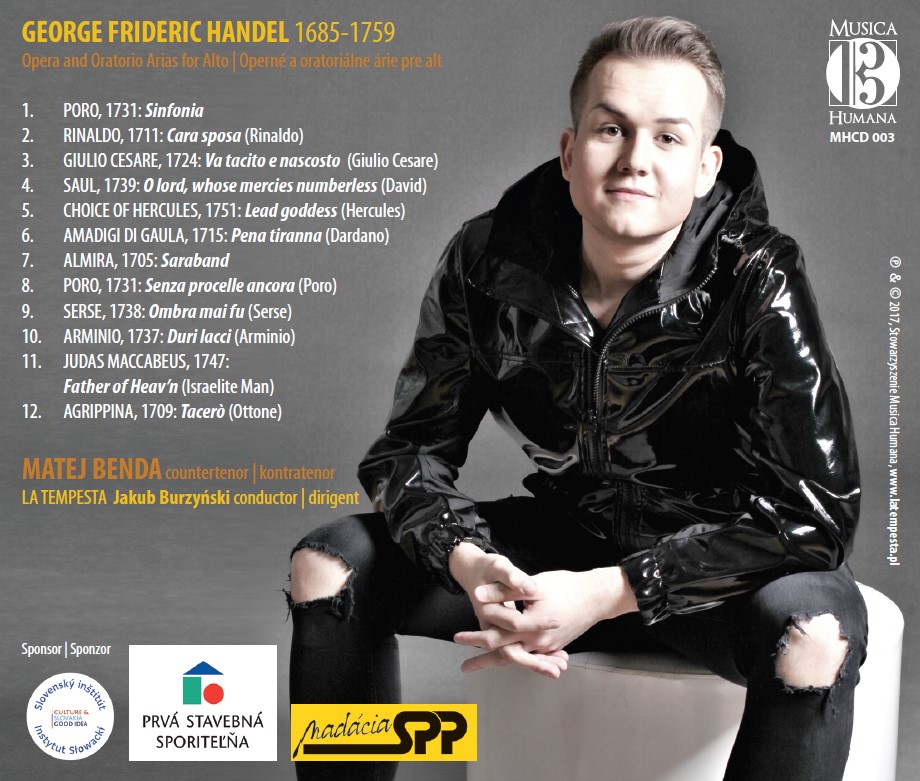 GEORGE FRIDERIC HANDEL 1685-1759
Opera and Oratorio Arias for Alto | Operné a oratoriálne árie pre alt
1. PORO, 1731: Sinfonia
2. RINALDO, 1711: Cara sposa (Rinaldo)
3. GIULIO CESARE, 1724: Va tacito e nascosto (Giulio Cesare)
4. SAUL, 1739: O lord, whose mercies numberless (David)
5. CHOICE OF HERCULES, 1751: Lead goddess (Hercules)
6. AMADIGI DI GAULA, 1715: Pena tiranna (Dardano)
7. ALMIRA, 1705: Saraband
8. PORO, 1731: Senza procelle ancora (Poro)
9. SERSE, 1738: Ombra mai fu (Serse)
10. ARMINIO, 1737: Duri lacci (Arminio)
11. JUDAS MACCABEUS, 1747:
Father of Heav'n (Israelite Man)
12. AGRIPPINA, 1709: Tacerò (Ottone)
MATEJ BENDA countertenor | kontratenor
LA TEMPESTA Jakub Burzyński conductor | dirigent
MUSICA
HUMANA
MHCD 003
℗ & © 2017, Stowarzyszenie Musica Humana, www.latempesta.pl
Sponsor | Sponzor
Slovenský inštitút
CULTURE &
SLOVAKIA
GOOD IDEA
Instytut Słowacki
PRVÁ STAVEBNÁ
SPORITEĽŇA
Nadácia SPP